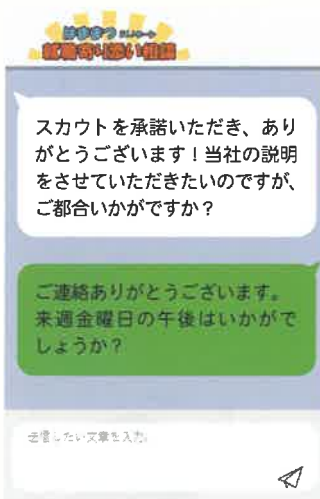 はままつ
就職寄り添い相談
スカウトを承諾いただき、あり
がとうございます！当社の説明
をさせていただきたいのですが、
ご都合いかがですか？
ご連絡ありがとうございます。
来週金曜日の午後はいかがで
しょうか？
送信したい文章を入力。